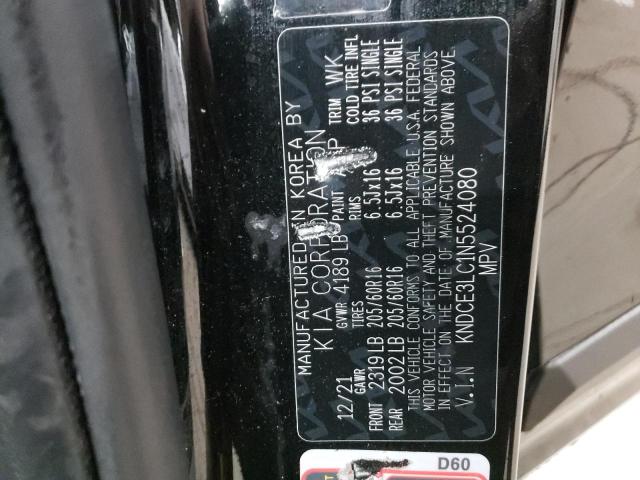 MANUFACTURED IN KOREA BY
KIA CORPORATION
12/21 GVWR 4189 LB PAINT TRIM WK
GAWR TIRES RIMS COLD TIRE INFL
FRONT 2319 LB 205/60R16 6.5Jx16 36 PSI SINGLE
REAR 2002 LB 205/60R16 6.5Jx16 36 PSI SINGLE
THIS VEHICLE CONFORMS TO ALL APPLICABLE U.S.A. FEDERAL
MOTOR VEHICLE SAFETY AND THEFT PREVENTION STANDARDS
IN EFFECT ON THE DATE OF MANUFACTURE SHOWN ABOVE.
V.I.N KNDCE3LC1N5524080
MPV
D60